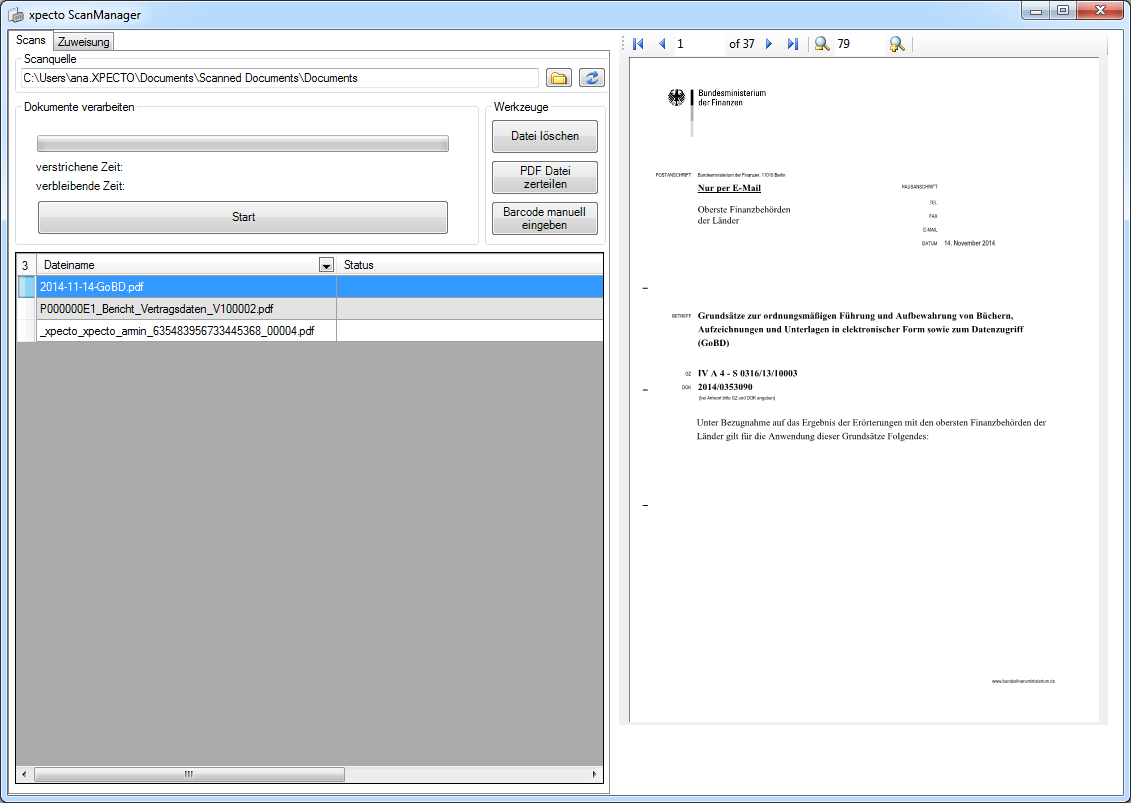 xpecto ScanManager
Scans
Zuweisung
Scanquelle
C:\Users\ana.XPECTO\Documents\Scanned Documents\Documents
Dokumente verarbeiten
verstrichene Zeit:
verbleibende Zeit:
Start
Werkzeuge
Datei löschen
PDF Datei
zerteilen
Barcode manuell
eingeben
3 Dateiname Status
2014-11-14-GoBD.pdf
P000000E1_Bericht_Vertragsdaten_V100002.pdf
_xpecto_xpecto_armin_635483956733445368_00004.pdf
1 of 37 79
Bundesministerium
der Finanzen
POSTANSCHRIFT Bundesministerium der Finanzen, 11016 Berlin
Nur per E-Mail
Oberste Finanzbehörden
der Länder
HAUSANSCHRIFT
TEL
FAX
E-MAIL
DATUM 14. November 2014
BETREFF Grundsätze zur ordnungsmäßigen Führung und Aufbewahrung von Büchern,
Aufzeichnungen und Unterlagen in elektronischer Form sowie zum Datenzugriff
(GoBD)
GZ IV A 4 - S 0316/13/10003
DOK 2014/0353090
(bei Antwort bitte GZ und DOK angeben)
Unter Bezugnahme auf das Ergebnis der Erörterungen mit den obersten Finanzbehörden der
Länder gilt für die Anwendung dieser Grundsätze Folgendes:
www.bundesfinanzministerium.de